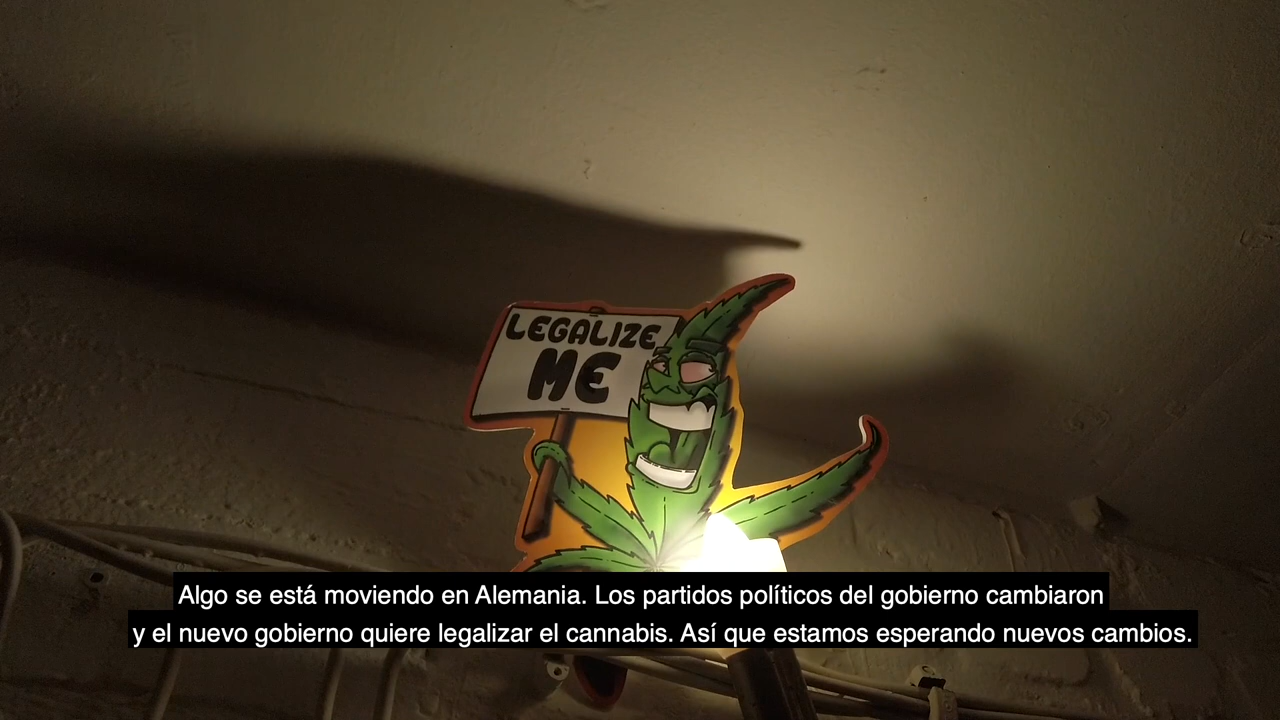 LEGALIZE
ME
Algo se está moviendo en Alemania. Los partidos políticos del gobierno cambiaron
y el nuevo gobierno quiere legalizar el cannabis. Así que estamos esperando nuevos cambios.